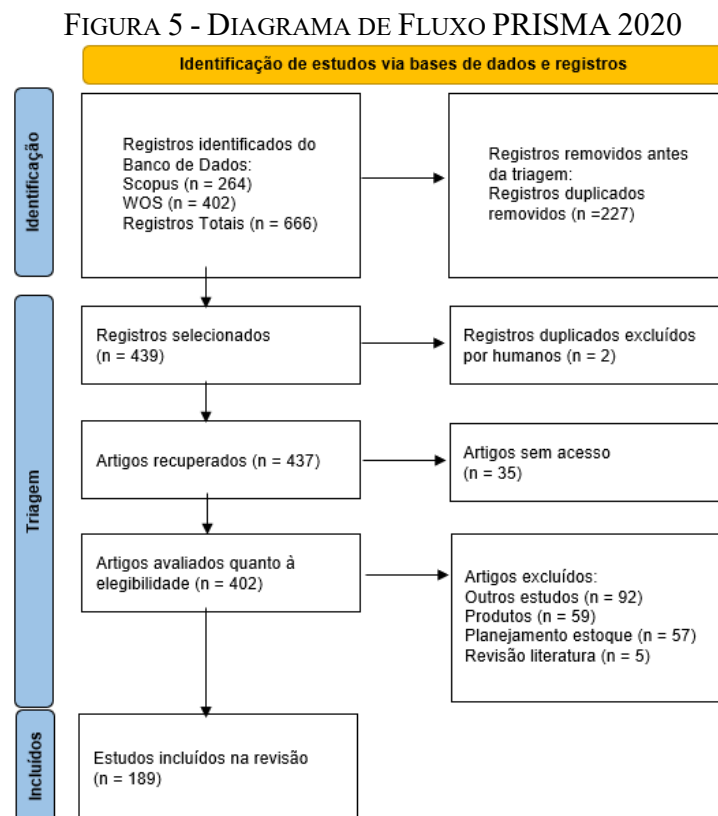 FIGURA 5 - DIAGRAMA DE FLUXO PRISMA 2020
Identificação de estudos via bases de dados e registros
Identificação
Registros identificados do
Banco de Dados:
Scopus (n = 264)
WOS (n = 402)
Registros Totais (n = 666)
Registros removidos antes
da triagem:
Registros duplicados
removidos (n =227)
Triagem
Registros selecionados
(n = 439)
Registros duplicados excluídos
por humanos (n = 2)
Artigos recuperados (n = 437)
Artigos sem acesso
(n = 35)
Artigos avaliados quanto à
elegibilidade (n = 402)
Artigos excluídos:
Outros estudos (n = 92)
Produtos (n = 59)
Planejamento estoque (n = 57)
Revisão literatura (n = 5)
Incluídos
Estudos incluídos na revisão
(n = 189)